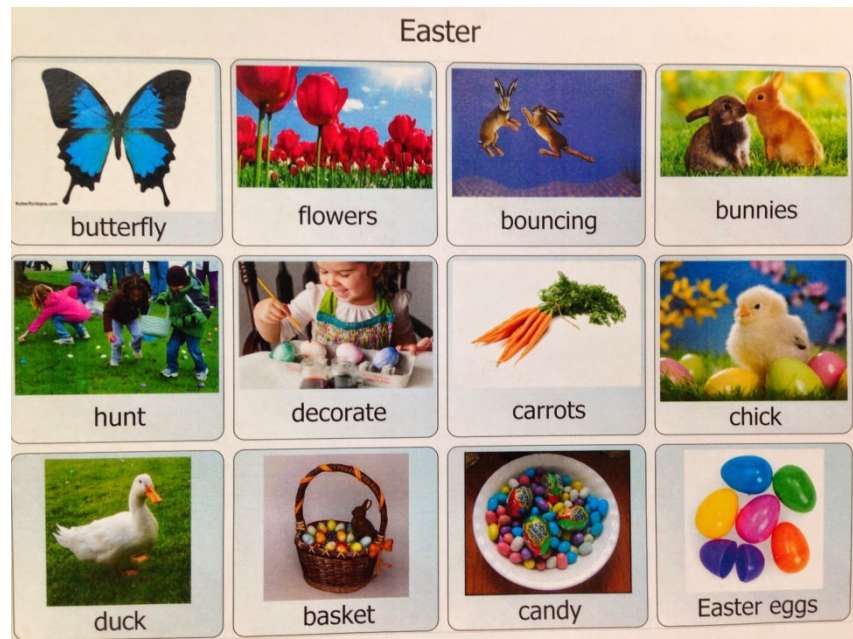 Easter
butterfly
flowers
bouncing
bunnies
hunt
decorate
carrots
chick
duck
basket
candy
Easter eggs